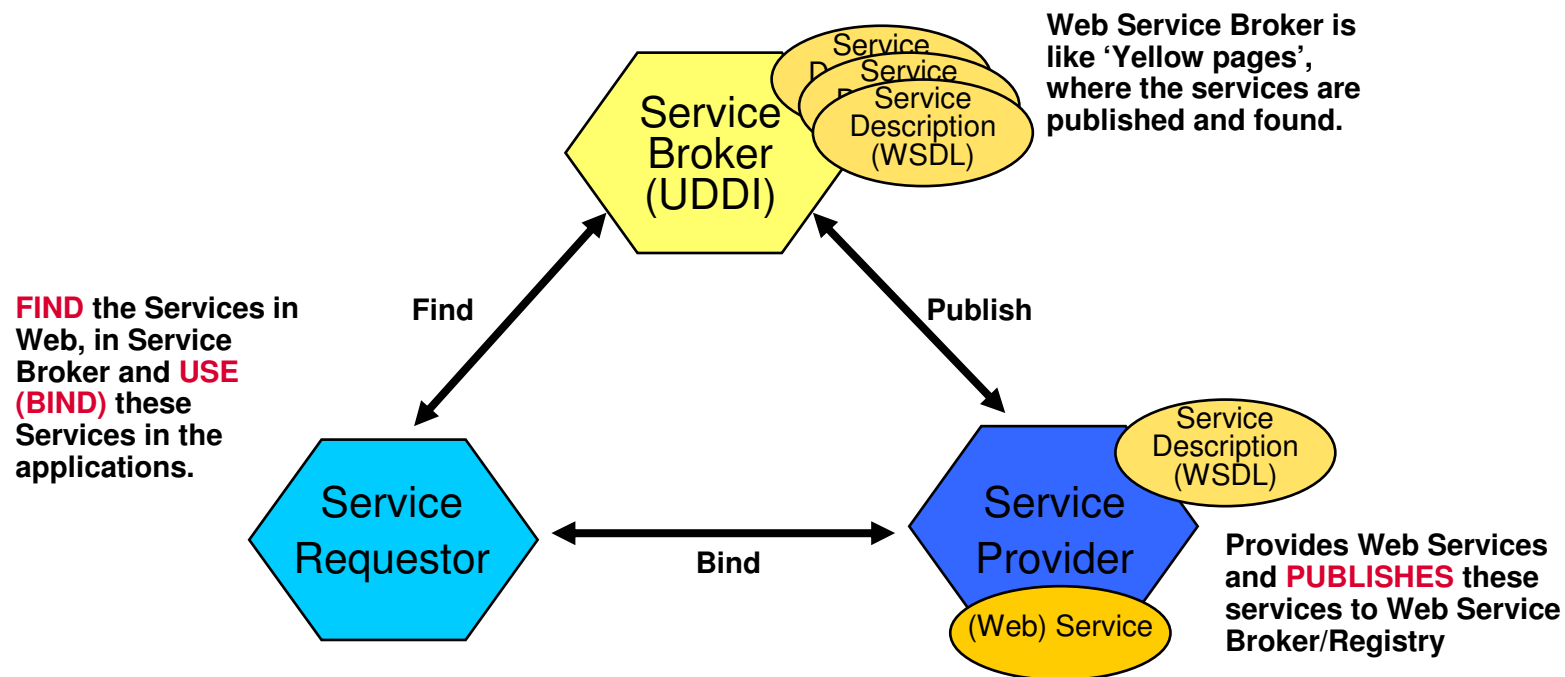 Web Service Broker is
like ‘Yellow pages’,
where the services are
published and found.
Service
D
Service
Service
Description
(WSDL)
Service
Broker
(UDDI)
FIND the Services in
Web, in Service
Broker and USE
(BIND) these
Services in the
applications.
Find
Publish
Service
Requestor
Bind
Service
Provider
Service
Description
(WSDL)
(Web) Service
Provides Web Services
and PUBLISHES these
services to Web Service
Broker/Registry